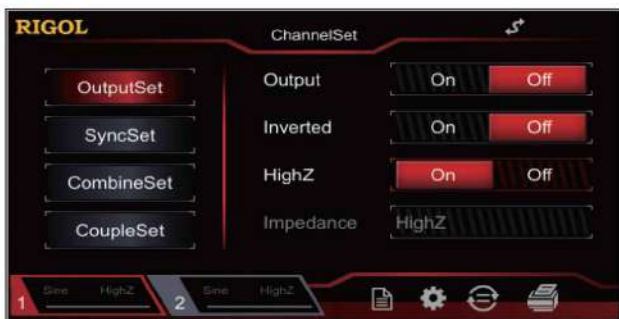 RIGOL
ChannelSet
OutputSet
Output On Off
SyncSet
Inverted On Off
CombineSet
HighZ On Off
CoupleSet
Impedance HighZ
1 Sine HighZ 2 Sine HighZ